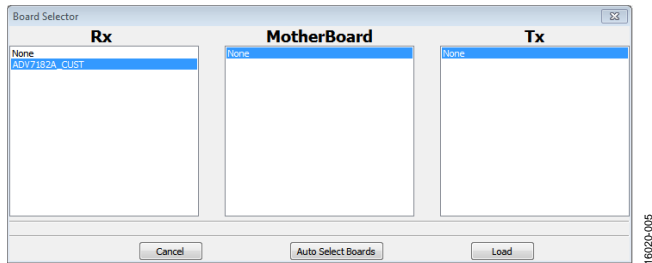 Board Selector
Rx MotherBoard Tx
None None None
ADV7182A_CUST
Cancel Auto Select Boards Load
16020-005